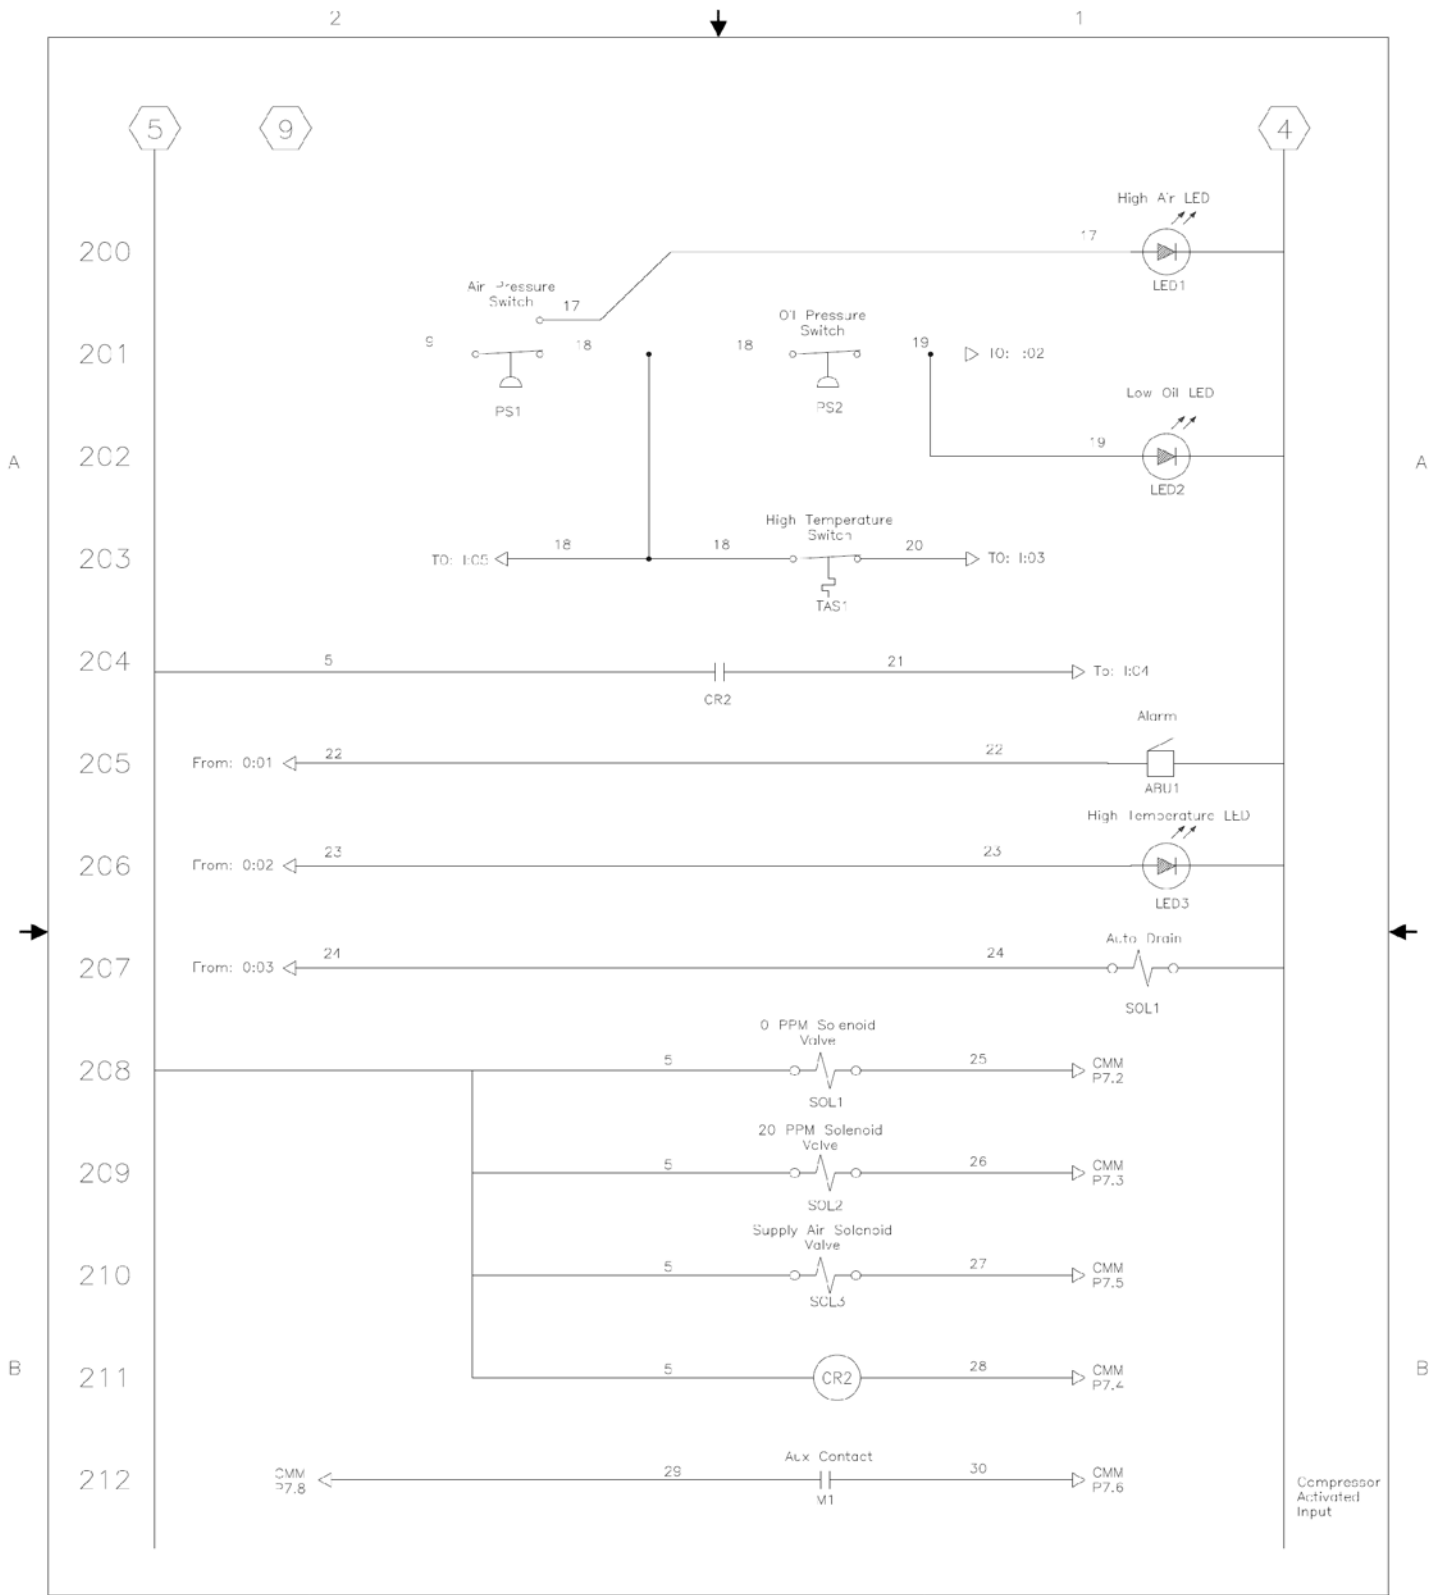 2 1
5 9 4
High Air LED
200 17
LED1
Air Pressure
Switch
17
Oil Pressure
Switch
201 9 18 18 19
PS1 PS2
Low Oil LED
202 19
LED2
A A
High Temperature
Switch
203 TO: I:05 18 18 20 TO: I:03
TAS1
204 5 21 To: I:04
CR2
Alarm
205 From: 0:01 22 22
ABU1
High Temperature LED
206 From: 0:02 23 23
LED3
Auto Drain
207 From: 0:03 24 24
SOL1
0 PPM Solenoid
Valve
208 5 25 CMM
P7.2
SOL1
20 PPM Solenoid
Valve
209 5 26 CMM
P7.3
SOL2
Supply Air Solenoid
Valve
210 5 27 CMM
P7.5
SOL3
B B
211 5 CR2 28 CMM
P7.4
Aux Contact
212 CMM
P7.8
29 30 CMM
P7.6
M1
Compressor
Activated
Input